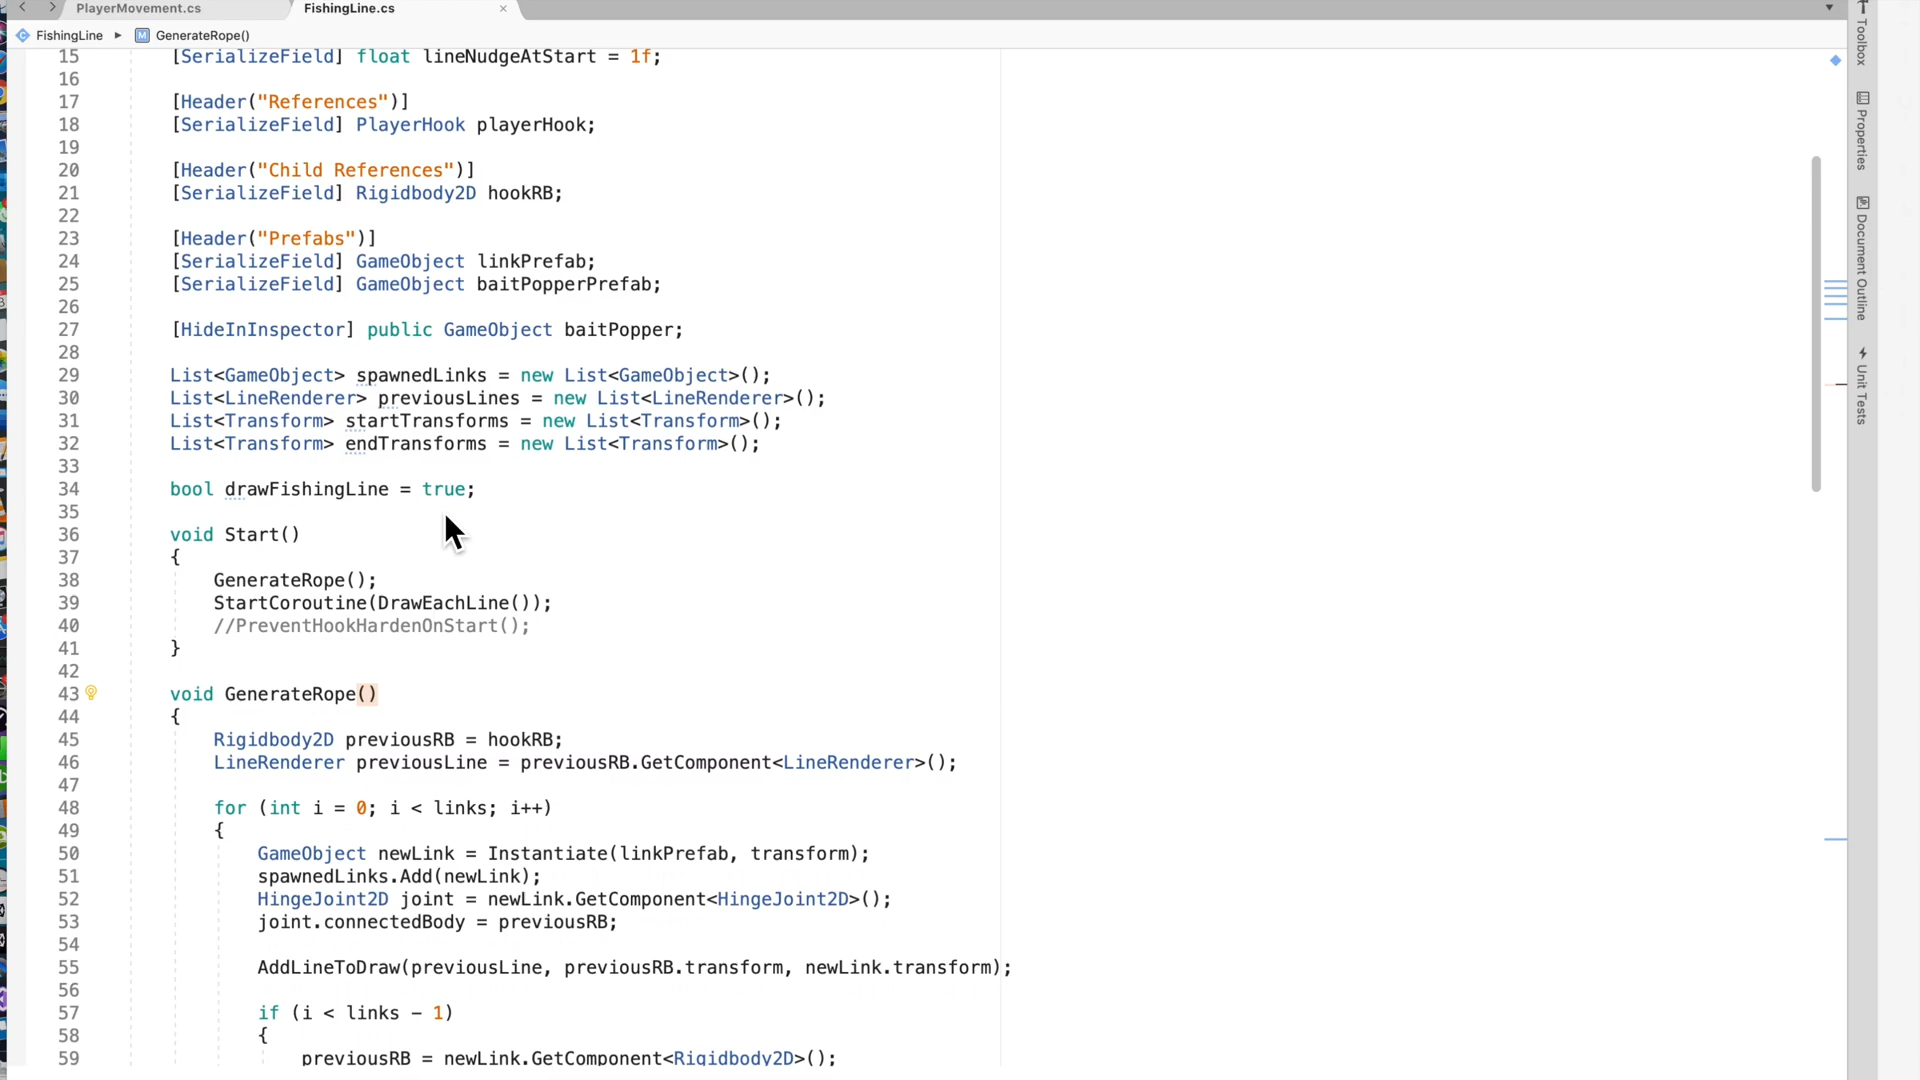 PlayerMovement.cs
FishingLine.cs
FishingLine
GenerateRope()
15 [SerializeField] float lineNudgeAtStart = 1f;
16
17 [Header("References")]
18 [SerializeField] PlayerHook playerHook;
19
20 [Header("Child References")]
21 [SerializeField] Rigidbody2D hookRB;
22
23 [Header("Prefabs")]
24 [SerializeField] GameObject linkPrefab;
25 [SerializeField] GameObject baitPopperPrefab;
26
27 [HideInInspector] public GameObject baitPopper;
28
29 List<GameObject> spawnedLinks = new List<GameObject>();
30 List<LineRenderer> previousLines = new List<LineRenderer>();
31 List<Transform> startTransforms = new List<Transform>();
32 List<Transform> endTransforms = new List<Transform>();
33
34 bool drawFishingLine = true;
35
36 void Start()
37 {
38 GenerateRope();
39 StartCoroutine(DrawEachLine());
40 //PreventHookHardenOnStart();
41 }
42
43 void GenerateRope()
44 {
45 Rigidbody2D previousRB = hookRB;
46 LineRenderer previousLine = previousRB.GetComponent<LineRenderer>();
47
48 for (int i = 0; i < links; i++)
49 {
50 GameObject newLink = Instantiate(linkPrefab, transform);
51 spawnedLinks.Add(newLink);
52 HingeJoint2D joint = newLink.GetComponent<HingeJoint2D>();
53 joint.connectedBody = previousRB;
54
55 AddLineToDraw(previousLine, previousRB.transform, newLink.transform);
56
57 if (i < links - 1)
58 {
59 previousRB = newLink.GetComponent<Rigidbody2D>();
Toolbox
Properties
Document Outline
Unit Tests